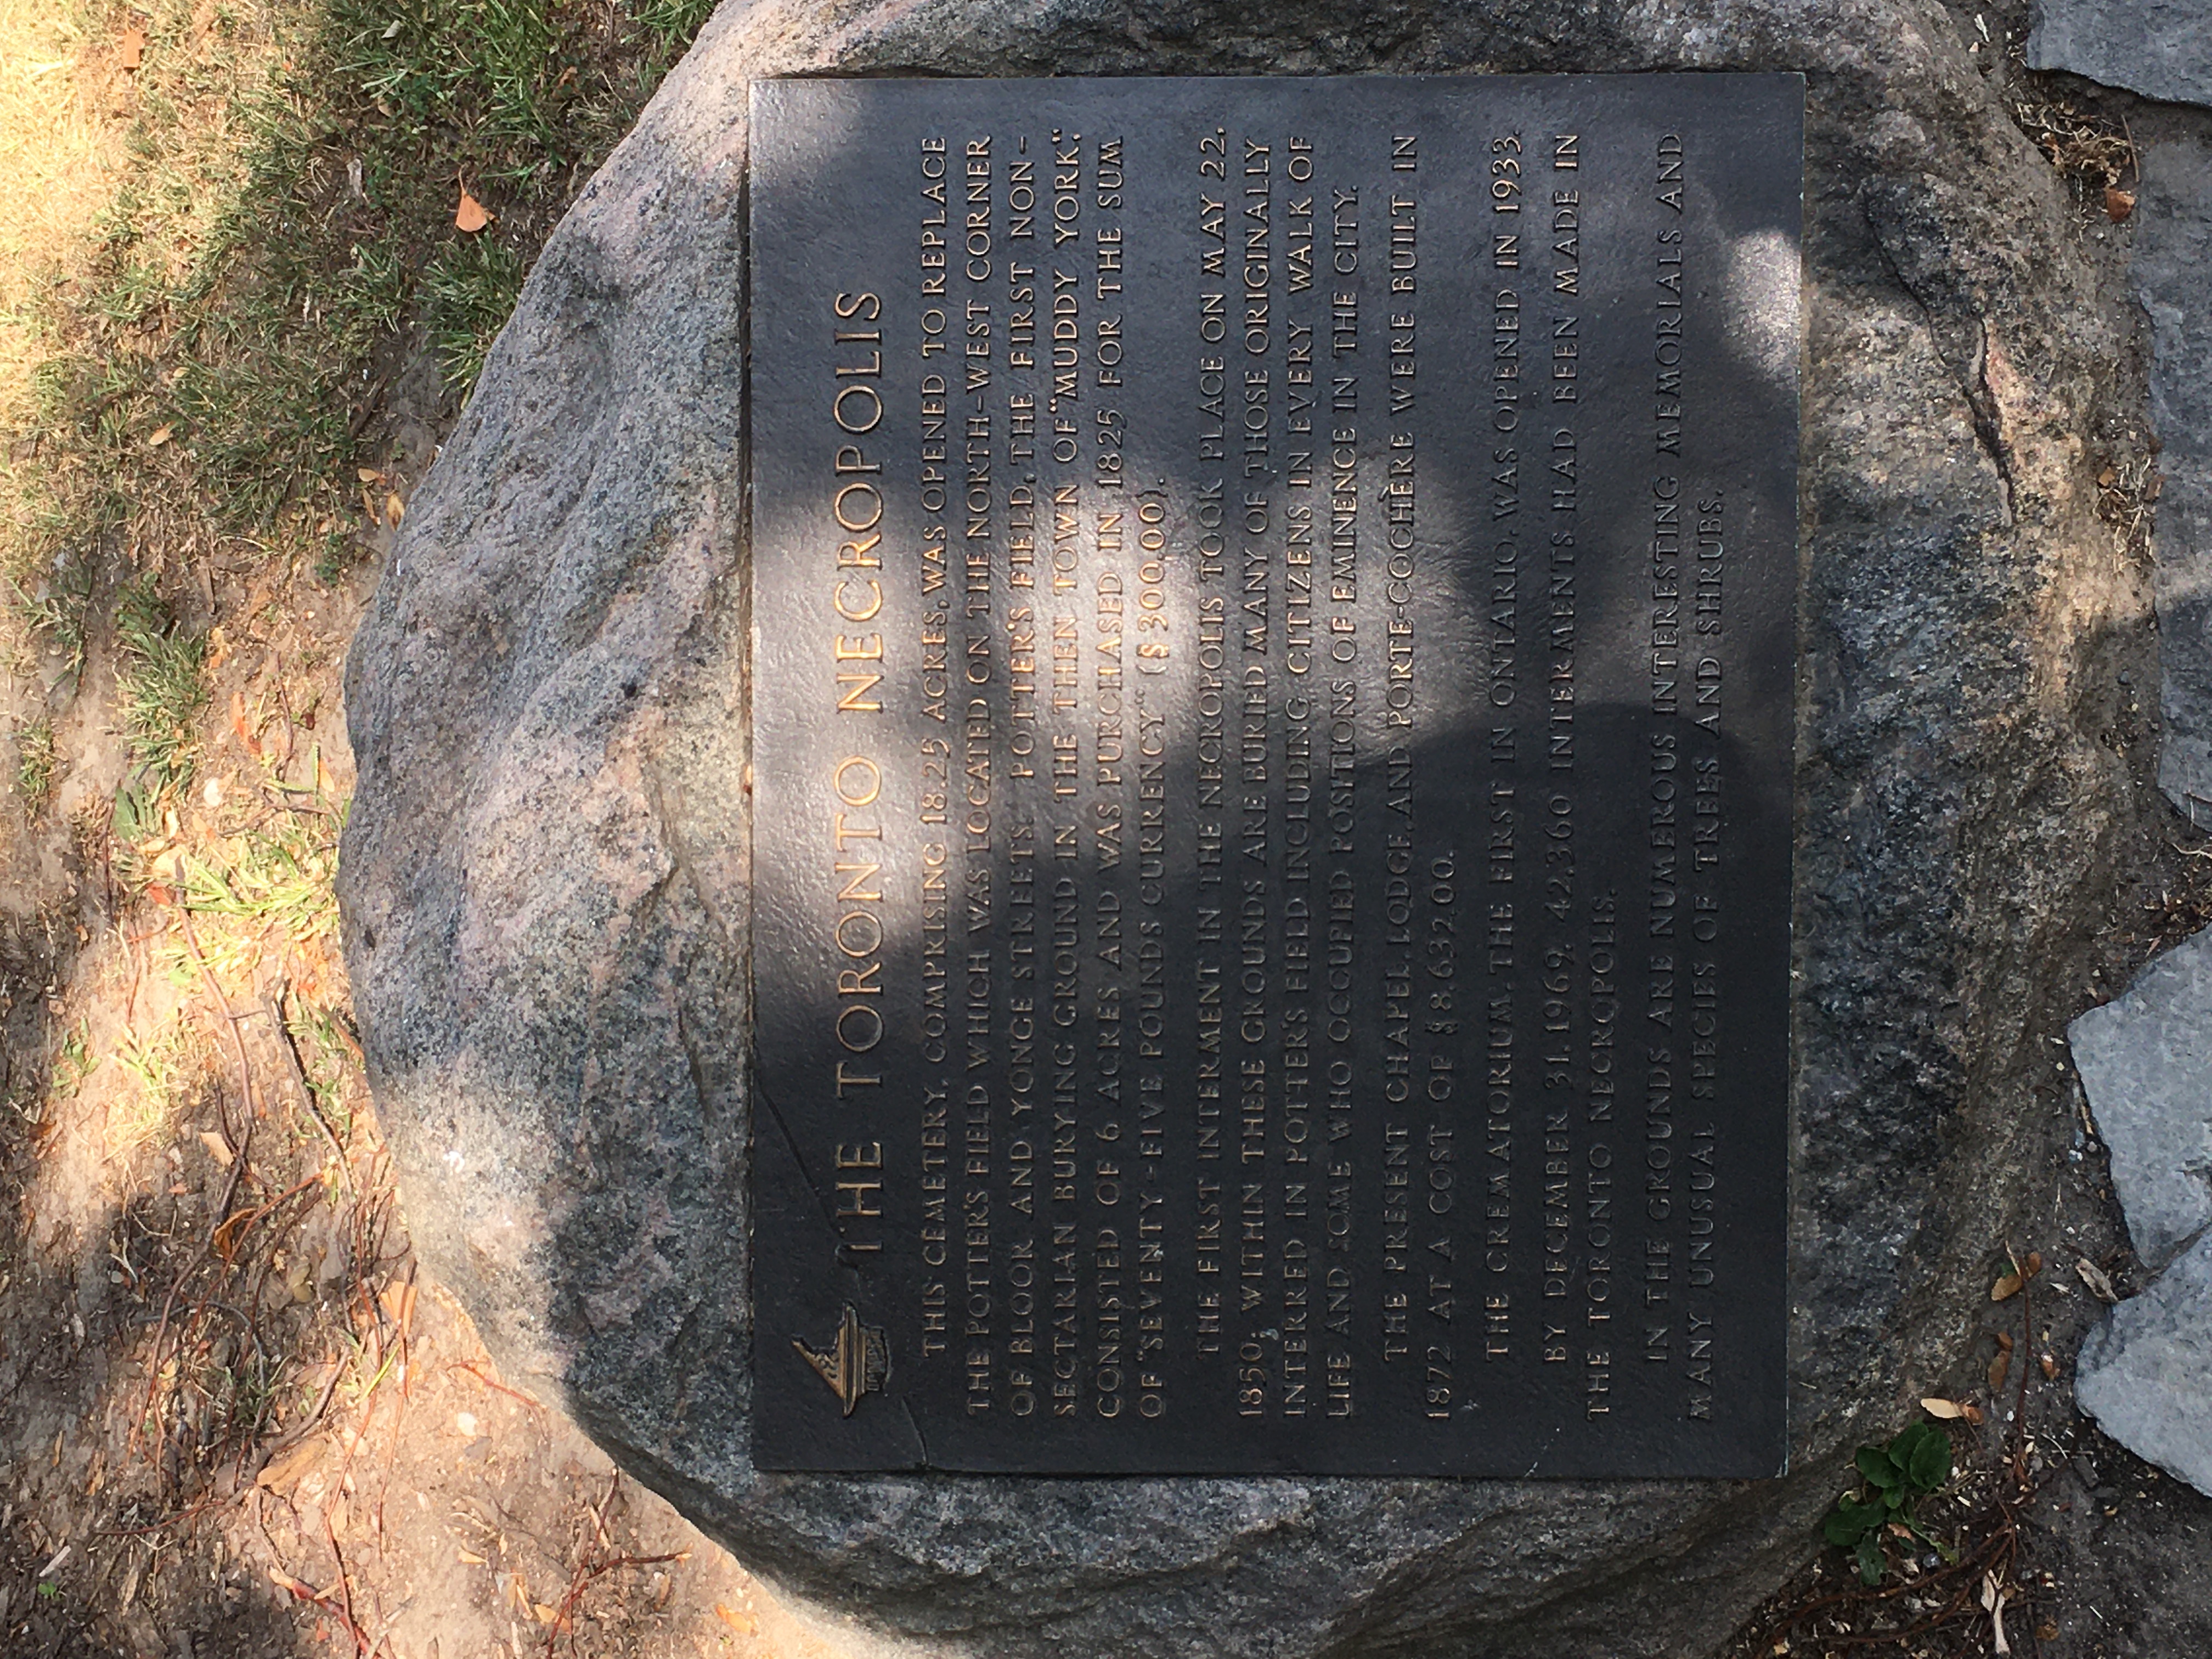 THE TORONTO NECROPOLIS
THIS CEMETERY, COMPRISING 18.25 ACRES, WAS OPENED TO REPLACE
THE POTTER'S FIELD WHICH WAS LOCATED ON THE NORTH-WEST CORNER
OF BLOOR AND YONGE STREETS. POTTER'S FIELD, THE FIRST NON-
SECTARIAN BURYING GROUND IN THE THEN TOWN OF "MUDDY YORK",
CONSISTED OF 6 ACRES AND WAS PURCHASED IN 1825 FOR THE SUM
OF "SEVENTY-FIVE POUNDS CURRENCY" ($300.00).
THE FIRST INTERMENT IN THE NECROPOLIS TOOK PLACE ON MAY 22,
1850; WITHIN THESE GROUNDS ARE BURIED MANY OF THOSE ORIGINALLY
INTERRED IN POTTER'S FIELD INCLUDING CITIZENS IN EVERY WALK OF
LIFE AND SOME WHO OCCUPIED POSITIONS OF EMINENCE IN THE CITY.
THE PRESENT CHAPEL, LODGE, AND PORTE-COCHÈRE WERE BUILT IN
1872 AT A COST OF $8,632.00.
THE CREMATORIUM, THE FIRST IN ONTARIO, WAS OPENED IN 1933.
BY DECEMBER 31, 1969, 42,360 INTERMENTS HAD BEEN MADE IN
THE TORONTO NECROPOLIS.
IN THE GROUNDS ARE NUMEROUS INTERESTING MEMORIALS AND
MANY UNUSUAL SPECIES OF TREES AND SHRUBS.